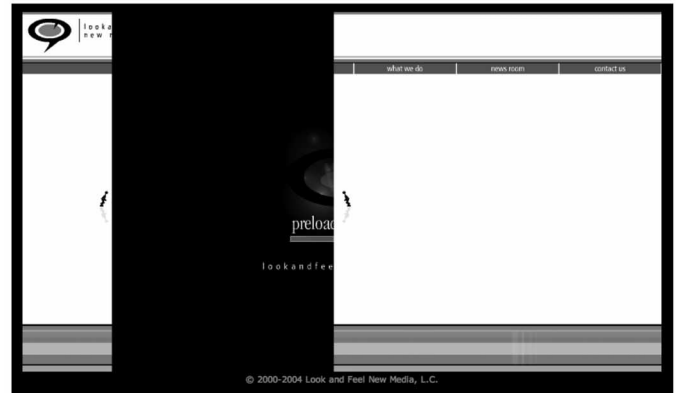 looka
new r
what we do
news room
contact us
preload
lookandfee
© 2000-2004 Look and Feel New Media, L.C.